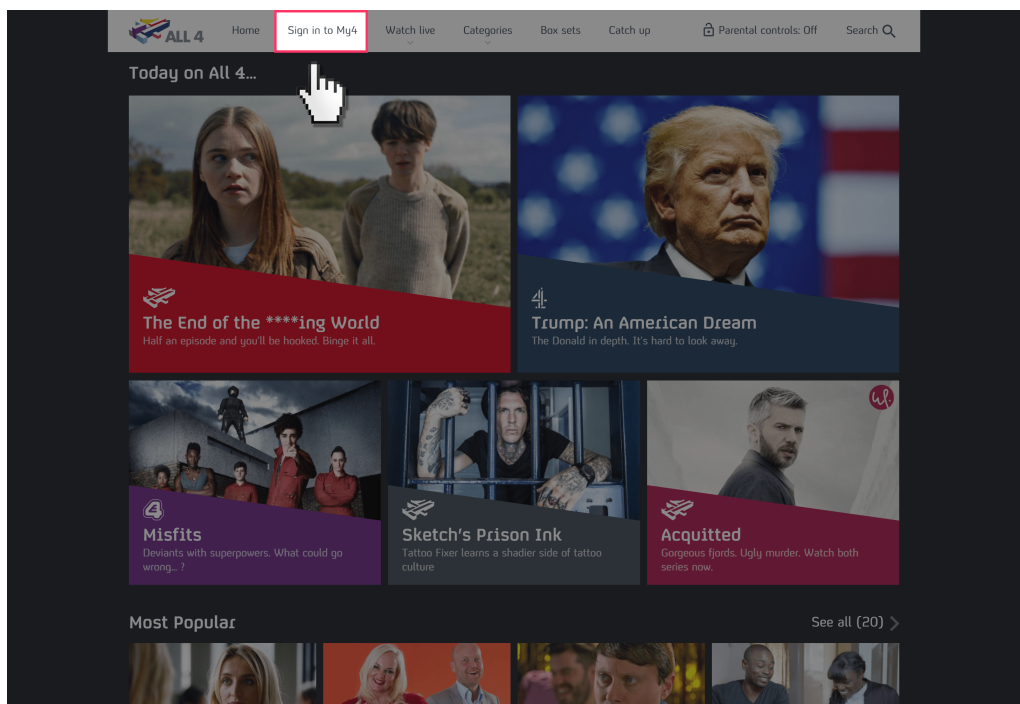 ALL 4
Home
Sign in to My4
Watch live
Categories
Box sets
Catch up
Parental controls: Off
Search
Today on All 4...
The End of the ****ing World
Half an episode and you'll be hooked. Binge it all.
4
Trump: An American Dream
The Donald in depth. It's hard to look away.
4
Misfits
Deviants with superpowers. What could go
wrong... ?
Sketch's Prison Ink
Tattoo Fixer learns a shadier side of tattoo
culture
W.
Acquitted
Gorgeous fjords. Ugly murder. Watch both
series now.
Most Popular
See all (20)